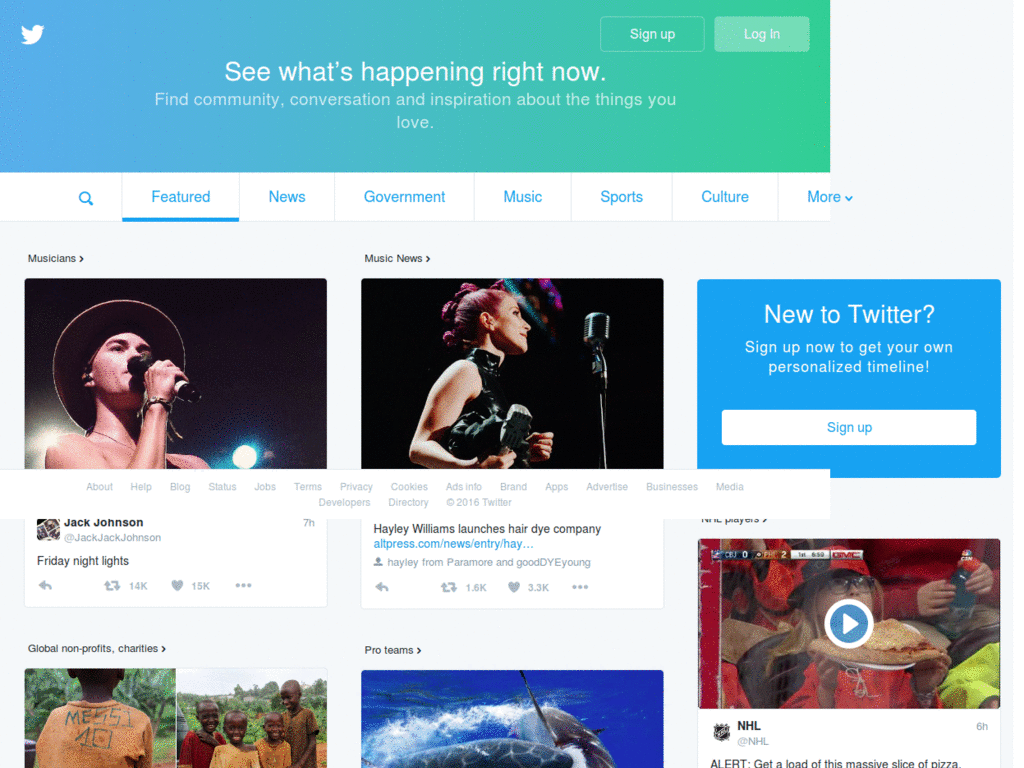 Sign up
Log In
See what's happening right now.
Find community, conversation and inspiration about the things you
love.
Featured
News
Government
Music
Sports
Culture
More
Musicians
Music News
New to Twitter?
Sign up now to get your own
personalized timeline!
Sign up
About Help Blog Status Jobs Terms Privacy Cookies Ads info Brand Apps Advertise Businesses Media
Developers Directory © 2016 Twitter
Jack Johnson 7h
@JackJackJohnson
Friday night lights
14K 15K
Hayley Williams launches hair dye company
altpress.com/news/entry/hay…
hayley from Paramore and goodDYEyoung
1.6K 3.3K
NHL players
CBJ 0 2 1st 6:50 GMC
Global non-profits, charities
MESSI
10
Pro teams
NHL 6h
@NHL
ALERT: Get a load of this massive slice of pizza.